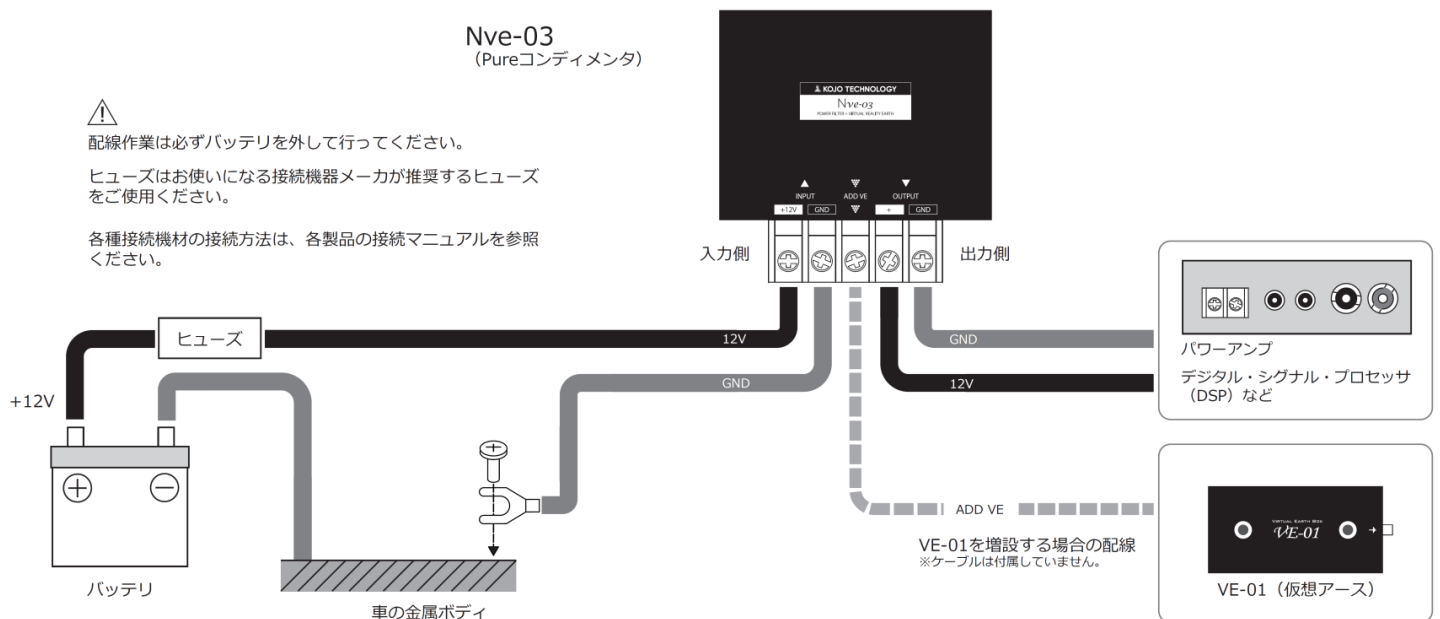 Nve-03
（Pureコンディメンタ）
配線作業は必ずバッテリを外して行ってください。
ヒューズはお使いになる接続機器メーカが推奨するヒューズ
をご使用ください。
各種接続機材の接続方法は、各製品の接続マニュアルを参照
ください。
KOJO TECHNOLOGY
Nve-03
POWER FILTER + VIRTUAL REALITY EARTH
INPUT ADD VE OUTPUT
+12V GND + GND
入力側
出力側
ヒューズ
12V
GND
GND
12V
+12V
バッテリ
車の金属ボディ
パワーアンプ
デジタル・シグナル・プロセッサ
（DSP）など
ADD VE
VE-01を増設する場合の配線
※ケーブルは付属していません。
VIRTUAL EARTH BOX
VE-01
VE-01（仮想アース）